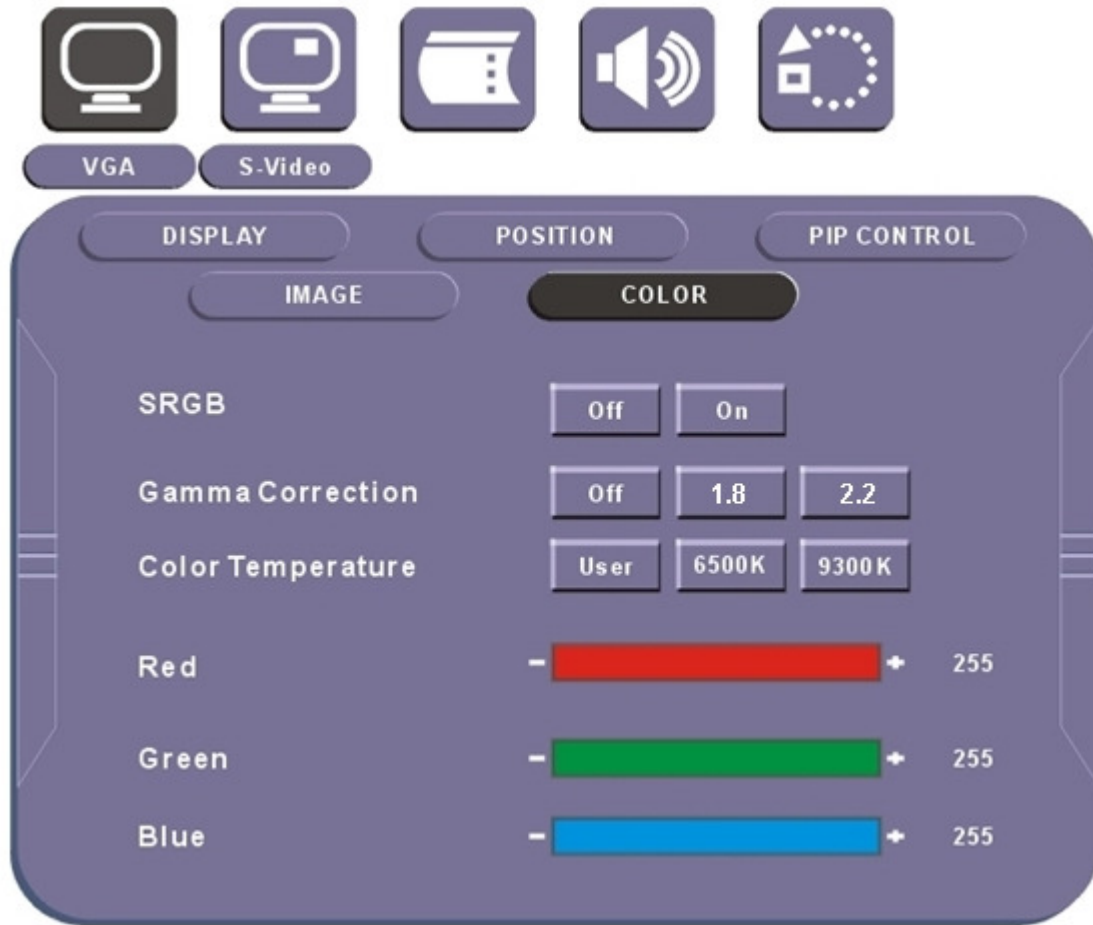 VGA S-Video
DISPLAY POSITION PIP CONTROL
IMAGE COLOR
SRGB Off On
Gamma Correction Off 1.8 2.2
Color Temperature User 6500K 9300K
Red - + 255
Green - + 255
Blue - + 255